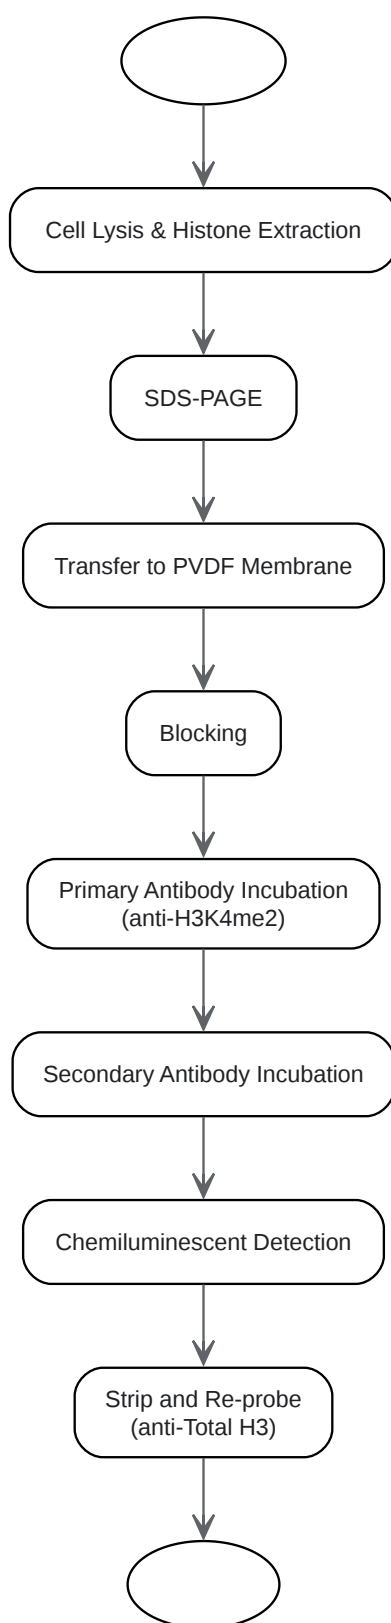 Cell Lysis & Histone Extraction
SDS-PAGE
Transfer to PVDF Membrane
Blocking
Primary Antibody Incubation
(anti-H3K4me2)
Secondary Antibody Incubation
Chemiluminescent Detection
Strip and Re-probe
(anti-Total H3)